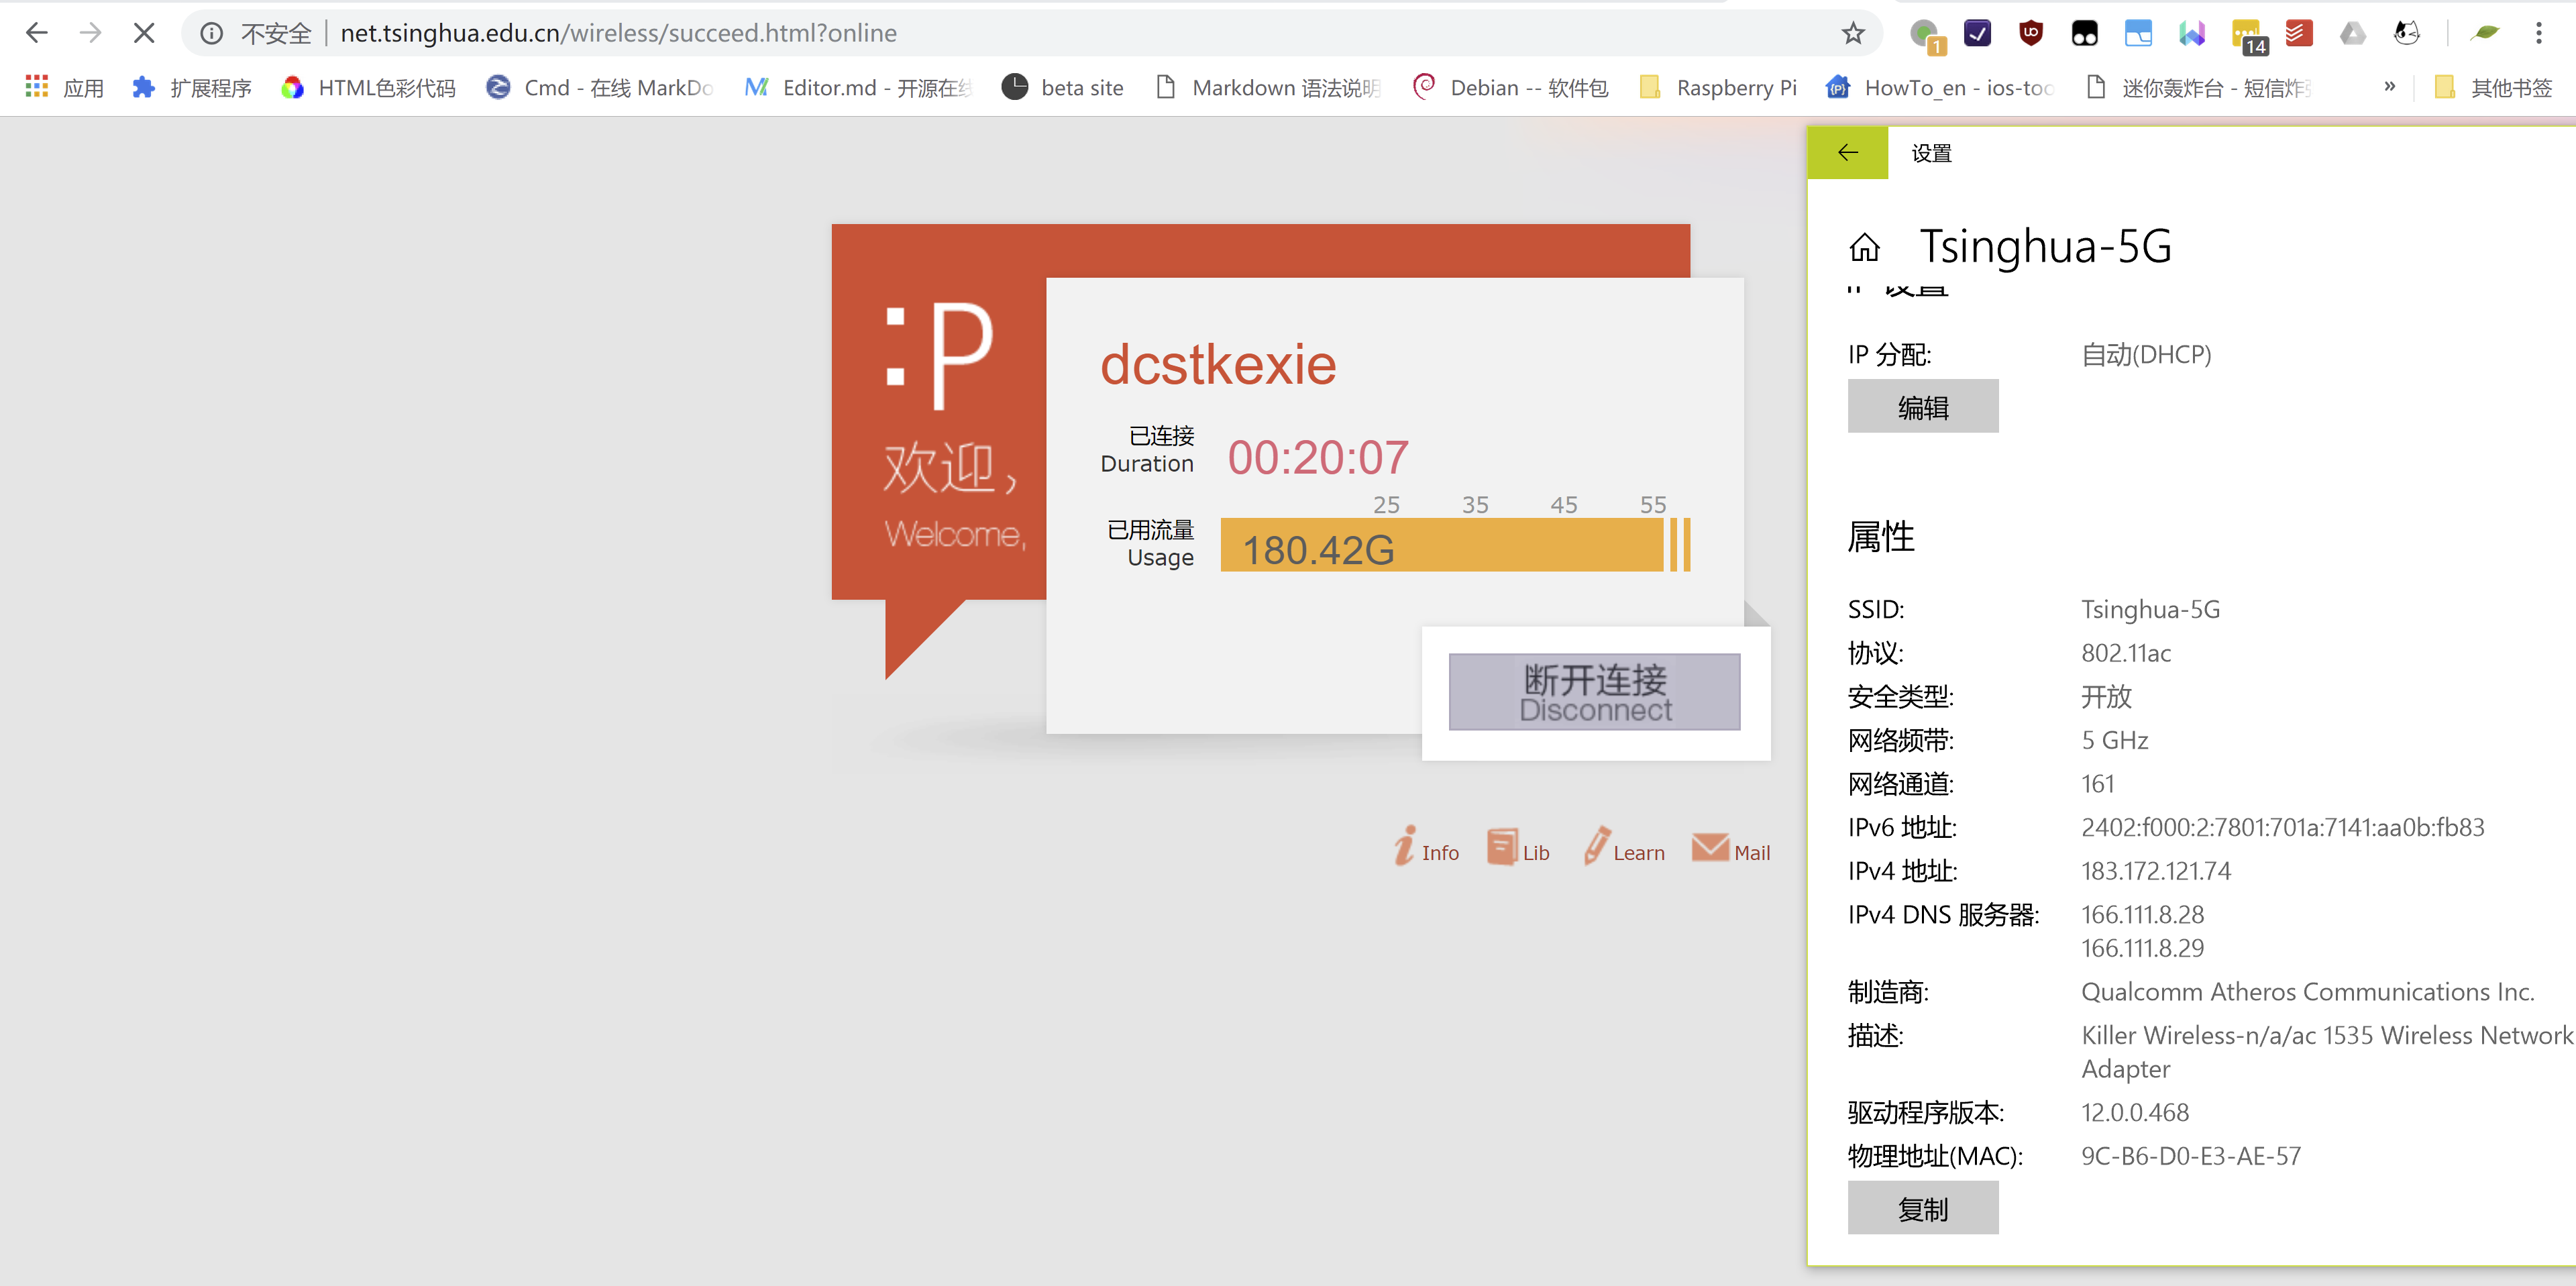 不安全 net.tsinghua.edu.cn/wireless/succeed.html?online
1
14
应用 扩展程序 HTML色彩代码 Cmd - 在线 MarkDo Editor.md - 开源在线 beta site Markdown 语法说明 Debian -- 软件包 Raspberry Pi HowTo_en - ios-too 迷你轰炸台 - 短信炸 » 其他书签
:P
欢迎，
Welcome,
dcstkexie
已连接
Duration
00:20:07
25 35 45 55
已用流量
Usage
180.42G
断开连接
Disconnect
Info Lib Learn Mail
设置
Tsinghua-5G
IP 设置
IP 分配: 自动(DHCP)
编辑
属性
SSID: Tsinghua-5G
协议: 802.11ac
安全类型: 开放
网络频带: 5 GHz
网络通道: 161
IPv6 地址: 2402:f000:2:7801:701a:7141:aa0b:fb83
IPv4 地址: 183.172.121.74
IPv4 DNS 服务器: 166.111.8.28
166.111.8.29
制造商: Qualcomm Atheros Communications Inc.
描述: Killer Wireless-n/a/ac 1535 Wireless Network
Adapter
驱动程序版本: 12.0.0.468
物理地址(MAC): 9C-B6-D0-E3-AE-57
复制